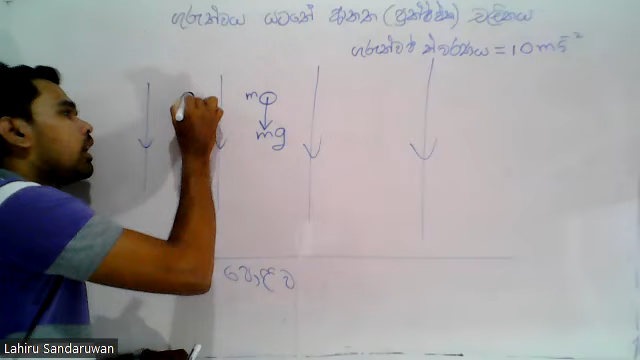 ගුරුත්වය යටතේ ආනත (ප්‍රක්ෂිප්ත) චලිතය
ගුරුත්වජ ත්වරණය = 10 ms⁻²
m
mg
පොළව
Lahiru Sandaruwan